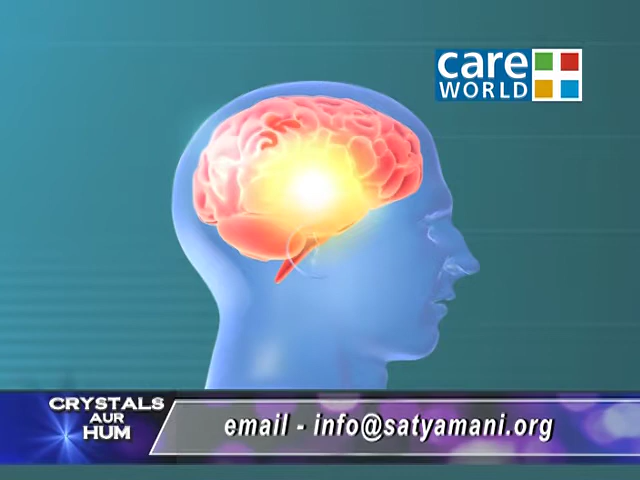 care
WORLD
CRYSTALS
AUR
HUM
email - info@satyamani.org